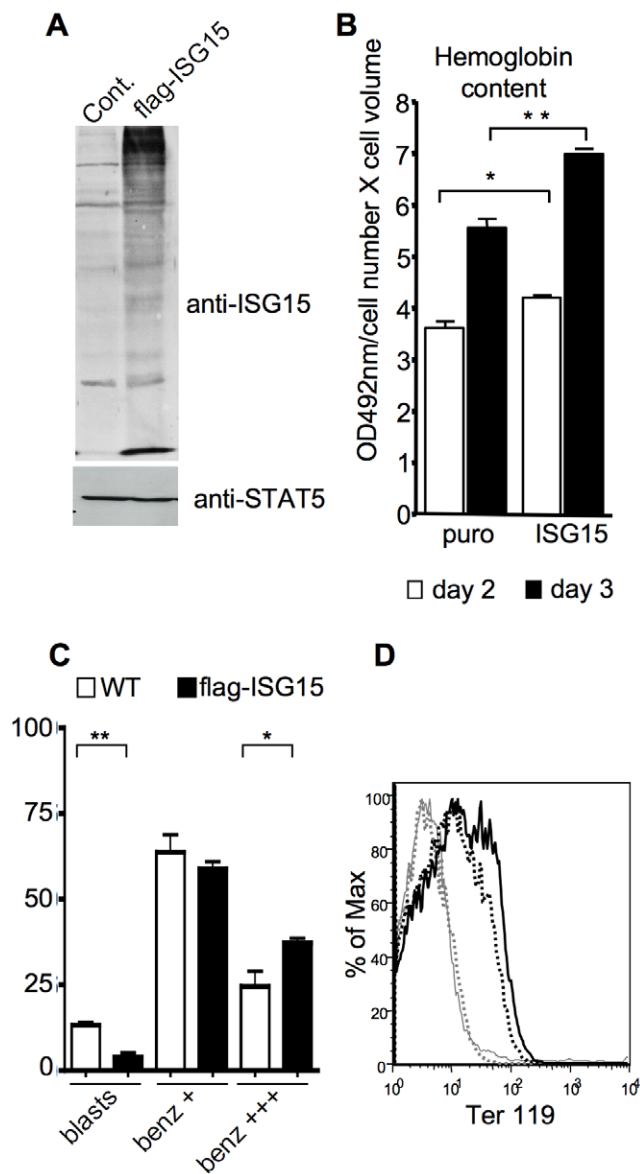 A
Cont.
flag-ISG15
anti-ISG15
anti-STAT5
B
Hemoglobin
content
OD492nm/cell number X cell volume
8
7
6
5
4
3
2
1
0
* *
*
puro
ISG15
day 2
day 3
C
WT
flag-ISG15
100
75
50
25
0
**
*
blasts
benz +
benz +++
D
% of Max
100
80
60
40
20
0
10⁰
10¹
10²
10³
10⁴
Ter 119